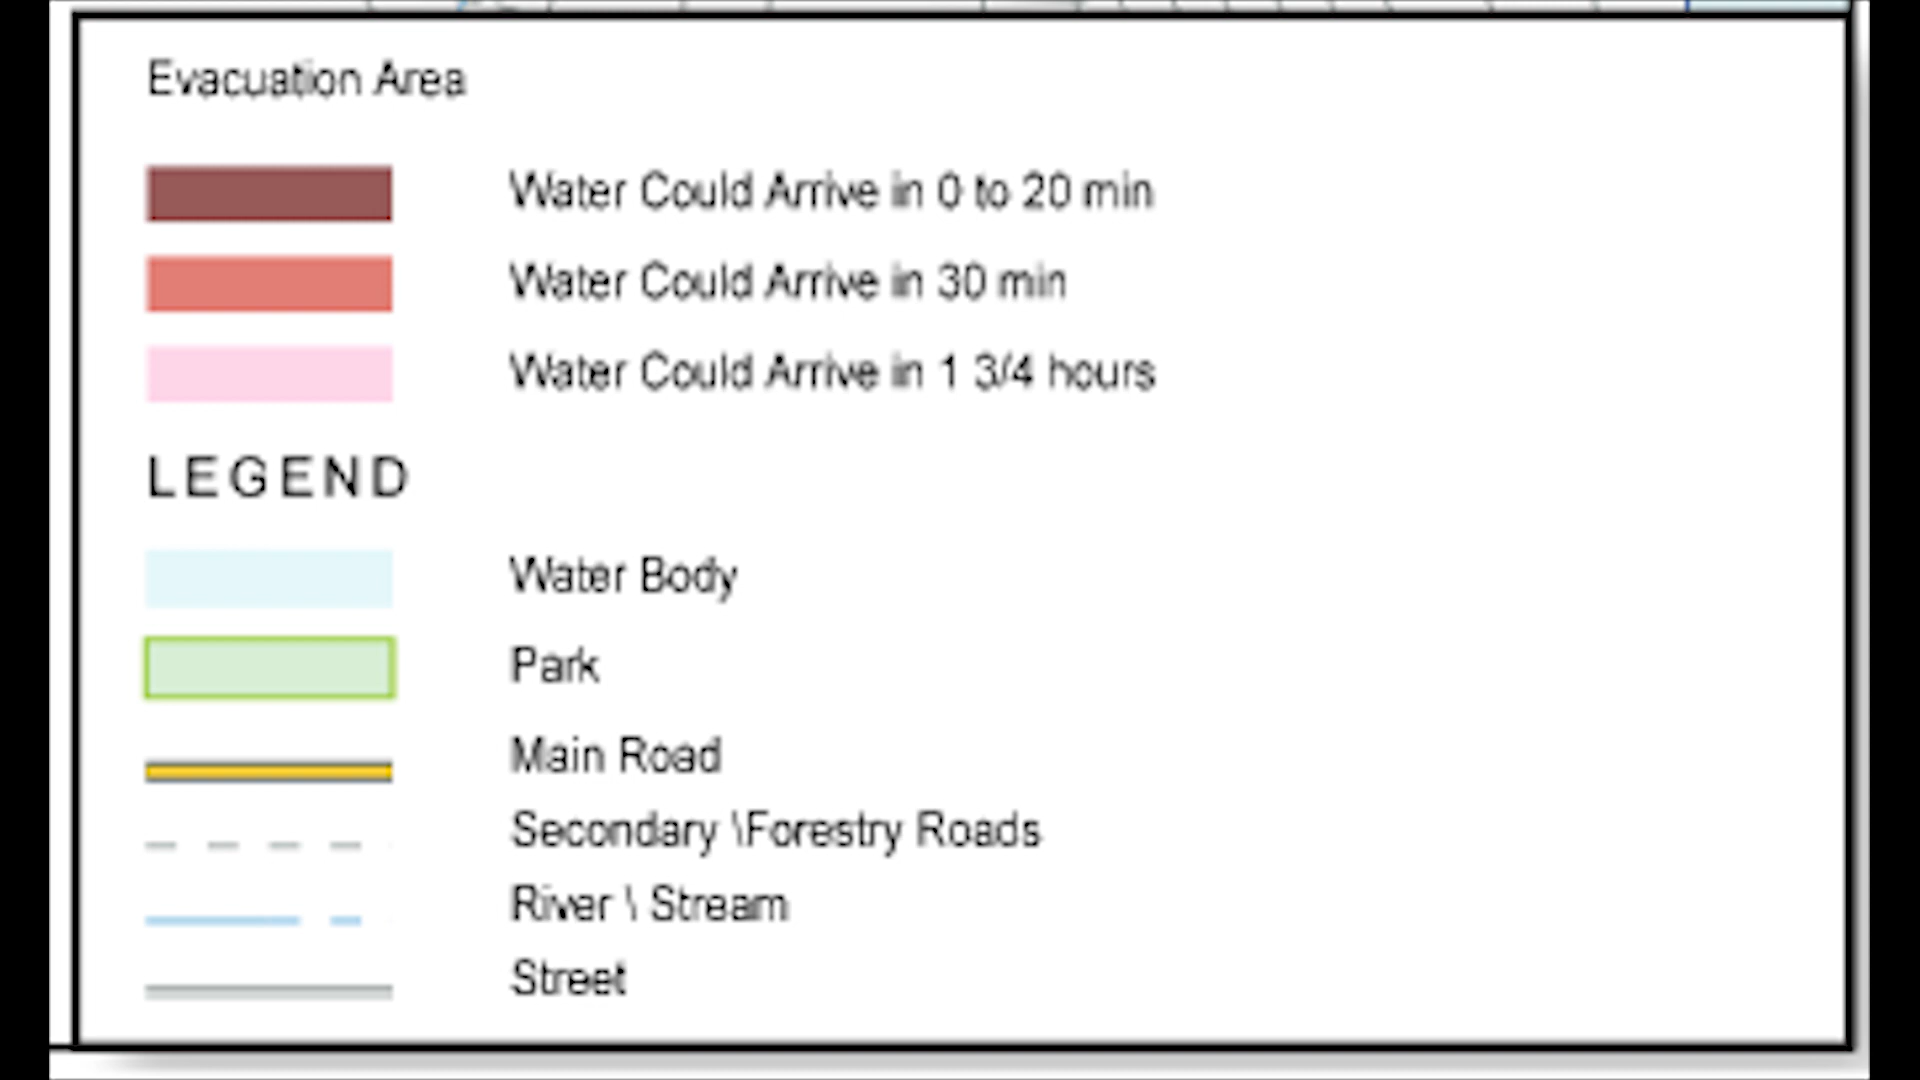 Evacuation Area
Water Could Arrive in 0 to 20 min
Water Could Arrive in 30 min
Water Could Arrive in 1 3/4 hours
LEGEND
Water Body
Park
Main Road
Secondary \Forestry Roads
River \ Stream
Street